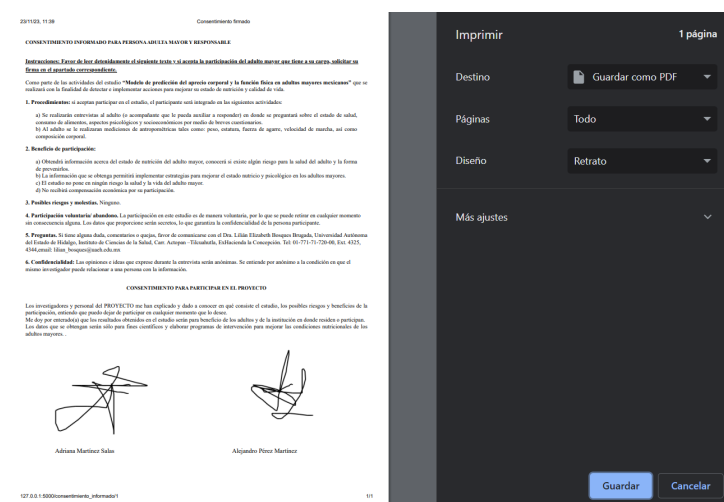 23/11/23, 11:39
Consentimiento firmado
CONSENTIMIENTO INFORMADO PARA PERSONA ADULTA MAYOR Y RESPONSABLE
Instrucciones: Favor de leer detenidamente el siguiente texto y si acepta la participación del adulto mayor que tiene a su cargo, solicitar su
firma en el apartado correspondiente.
Como parte de las actividades del estudio “Modelo de predicción del aprecio corporal y la función física en adultos mayores mexicanos” que se
realizará con la finalidad de detectar e implementar acciones para mejorar su estado de nutrición y calidad de vida.
1. Procedimientos: si aceptan participar en el estudio, el participante será integrado en las siguientes actividades:
a) Se realizarán entrevistas al adulto (o acompañante que le pueda auxiliar a responder) en donde se preguntará sobre el estado de salud,
consumo de alimentos, aspectos psicológicos y socioeconómicos por medio de breves cuestionarios.
b) Al adulto se le realizaran mediciones de antropométricas tales como: peso, estatura, fuerza de agarre, velocidad de marcha, así como
composición corporal.
2. Beneficio de participación:
a) Obtendrá información acerca del estado de nutrición del adulto mayor, conocerá si existe algún riesgo para la salud del adulto y la forma
de prevenirlos.
b) La información que se obtenga permitirá implementar estrategias para mejorar el estado nutricio y psicológico en los adultos mayores.
c) El estudio no pone en ningún riesgo la salud y la vida del adulto mayor.
d) No recibirá compensación económica por su participación.
3. Posibles riesgos y molestias. Ninguno.
4. Participación voluntaria/ abandono. La participación en este estudio es de manera voluntaria, por lo que se puede retirar en cualquier momento
sin consecuencia alguna. Los datos que proporcione serán secretos, lo que garantiza la confidencialidad de la persona participante.
5. Preguntas. Si tiene alguna duda, comentarios o quejas, favor de comunicarse con el Dra. Lilián Elizabeth Bosques Brugada, Universidad Autónoma
del Estado de Hidalgo, Instituto de Ciencias de la Salud, Carr. Actopan -Tilcuautla, ExHacienda la Concepción. Tel: 01-771-71-720-00, Ext. 4325,
4344,email: lilian_bosques@uaeh.edu.mx
6. Confidencialidad: Las opiniones e ideas que exprese durante la entrevista serán anónimas. Se entiende por anónimo a la condición en que el
mismo investigador puede relacionar a una persona con la información.
CONSENTIMIENTO PARA PARTICIPAR EN EL PROYECTO
Los investigadores y personal del PROYECTO me han explicado y dado a conocer en qué consiste el estudio, los posibles riesgos y beneficios de la
participación, entiendo que puedo dejar de participar en cualquier momento que lo desee.
Me doy por enterado(a) que los resultados obtenidos en el estudio serán para beneficio de los adultos y de la institución en donde residen o participan.
Los datos que se obtengan serán sólo para fines científicos y elaborar programas de intervención para mejorar las condiciones nutricionales de los
adultos mayores. .
Adriana Martínez Salas
Alejandro Pérez Martínez
127.0.0.1:5000/consentimiento_informado/1
1/1
Imprimir
1 página
Destino
Guardar como PDF
Páginas
Todo
Diseño
Retrato
Más ajustes
Guardar
Cancelar